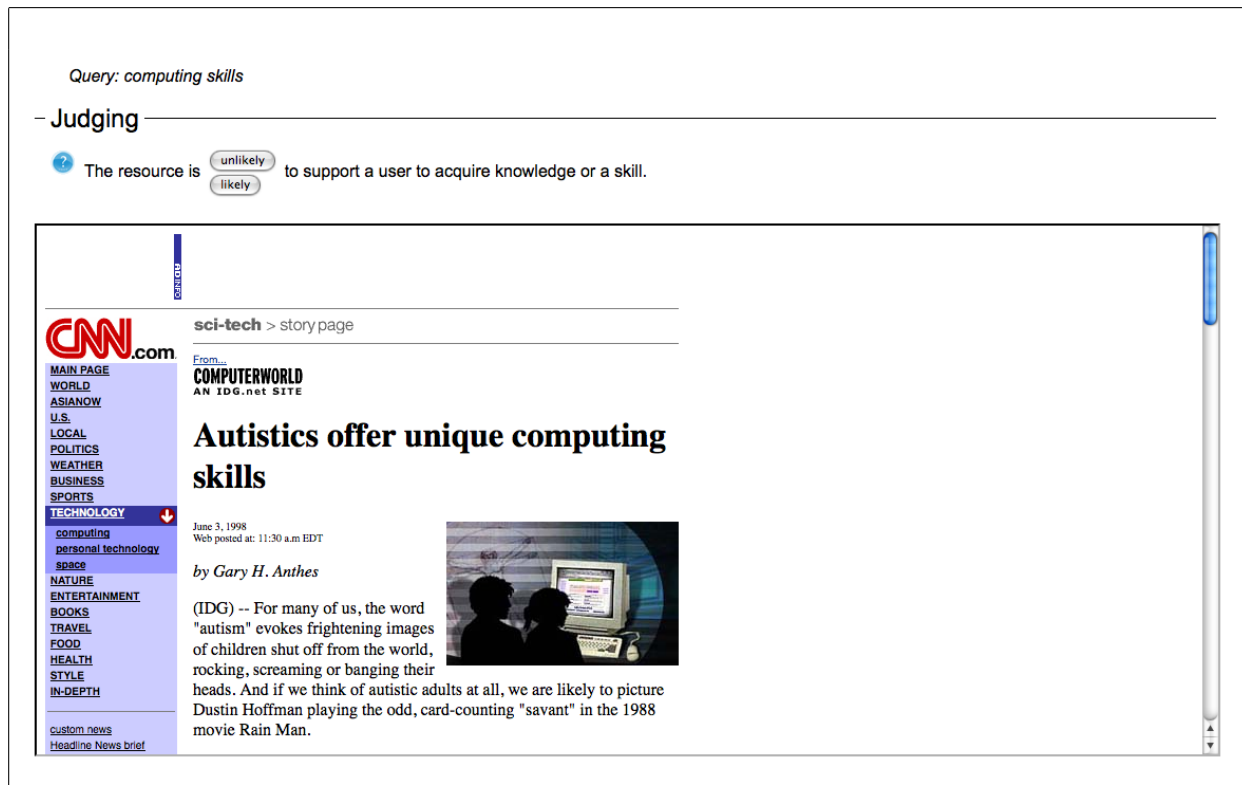 Query: computing skills
Judging
The resource is unlikely to support a user to acquire knowledge or a skill.
likely
AD INFO
CNN.com
MAIN PAGE
WORLD
ASIANOW
U.S.
LOCAL
POLITICS
WEATHER
BUSINESS
SPORTS
TECHNOLOGY
computing
personal technology
space
NATURE
ENTERTAINMENT
BOOKS
TRAVEL
FOOD
HEALTH
STYLE
IN-DEPTH
custom news
Headline News brief
sci-tech > story page
From...
COMPUTERWORLD
AN IDG.net SITE
Autistics offer unique computing
skills
June 3, 1998
Web posted at: 11:30 a.m EDT
by Gary H. Anthes
(IDG) -- For many of us, the word
"autism" evokes frightening images
of children shut off from the world,
rocking, screaming or banging their
heads. And if we think of autistic adults at all, we are likely to picture
Dustin Hoffman playing the odd, card-counting "savant" in the 1988
movie Rain Man.